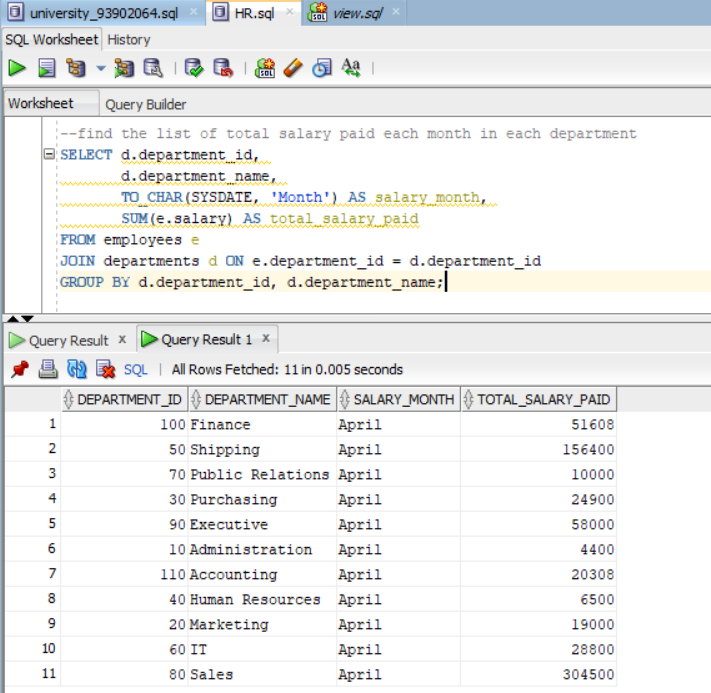 university_93902064.sql × HR.sql × view.sql ×
SQL Worksheet History
Worksheet Query Builder
--find the list of total salary paid each month in each department
SELECT d.department_id,
d.department_name,
TO_CHAR(SYSDATE, 'Month') AS salary_month,
SUM(e.salary) AS total_salary_paid
FROM employees e
JOIN departments d ON e.department_id = d.department_id
GROUP BY d.department_id, d.department_name;
Query Result × Query Result 1 ×
SQL | All Rows Fetched: 11 in 0.005 seconds
DEPARTMENT_ID DEPARTMENT_NAME SALARY_MONTH TOTAL_SALARY_PAID
1 100 Finance April 51608
2 50 Shipping April 156400
3 70 Public Relations April 10000
4 30 Purchasing April 24900
5 90 Executive April 58000
6 10 Administration April 4400
7 110 Accounting April 20308
8 40 Human Resources April 6500
9 20 Marketing April 19000
10 60 IT April 28800
11 80 Sales April 304500